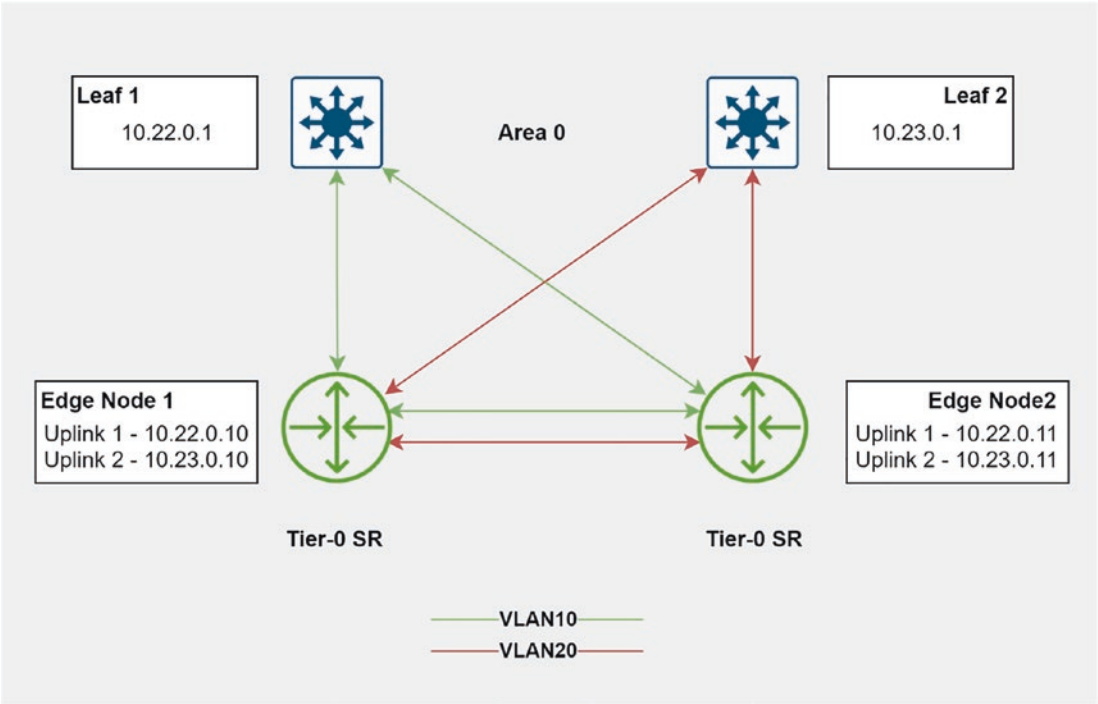 Leaf 1
10.22.0.1
Area 0
Leaf 2
10.23.0.1
Edge Node 1
Uplink 1 - 10.22.0.10
Uplink 2 - 10.23.0.10
Edge Node2
Uplink 1 - 10.22.0.11
Uplink 2 - 10.23.0.11
Tier-0 SR
Tier-0 SR
VLAN10
VLAN20